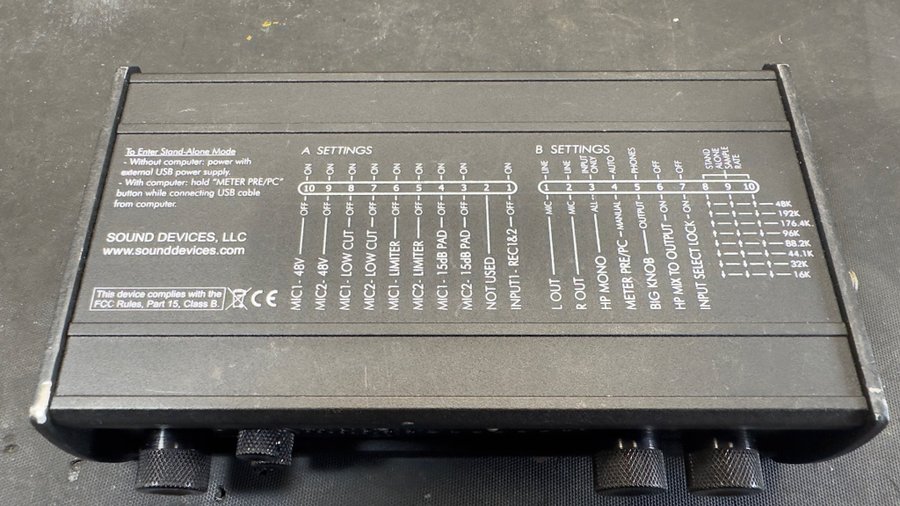 To Enter Stand-Alone Mode
- Without computer: power with
external USB power supply.
- With computer: hold "METER PRE/PC"
button while connecting USB cable
from computer.
SOUND DEVICES, LLC
www.sounddevices.com
This device complies with the
FCC Rules, Part 15, Class B.
CE
A SETTINGS
MIC1 - 48V OFF 10 ON
MIC2 - 48V OFF 9 ON
MIC1 - LOW CUT OFF 8 ON
MIC2 - LOW CUT OFF 7 ON
MIC1 - LIMITER OFF 6 ON
MIC2 - LIMITER OFF 5 ON
MIC1 - 15dB PAD OFF 4 ON
MIC2 - 15dB PAD OFF 3 ON
NOT USED 2
INPUT1 - REC1&2 OFF 1 ON
B SETTINGS
L OUT MIC 1 LINE
R OUT MIC 2 LINE
HP MONO ALL 3 INPUT ONLY
METER PRE/PC MANUAL 4 AUTO
BIG KNOB OUTPUT 5 PHONES
HP MIX TO OUTPUT ON 6 OFF
INPUT SELECT LOCK ON 7 OFF
8 9 10
STAND
ALONE
SAMPLE
RATE
48K
192K
176.4K
96K
88.2K
44.1K
32K
16K